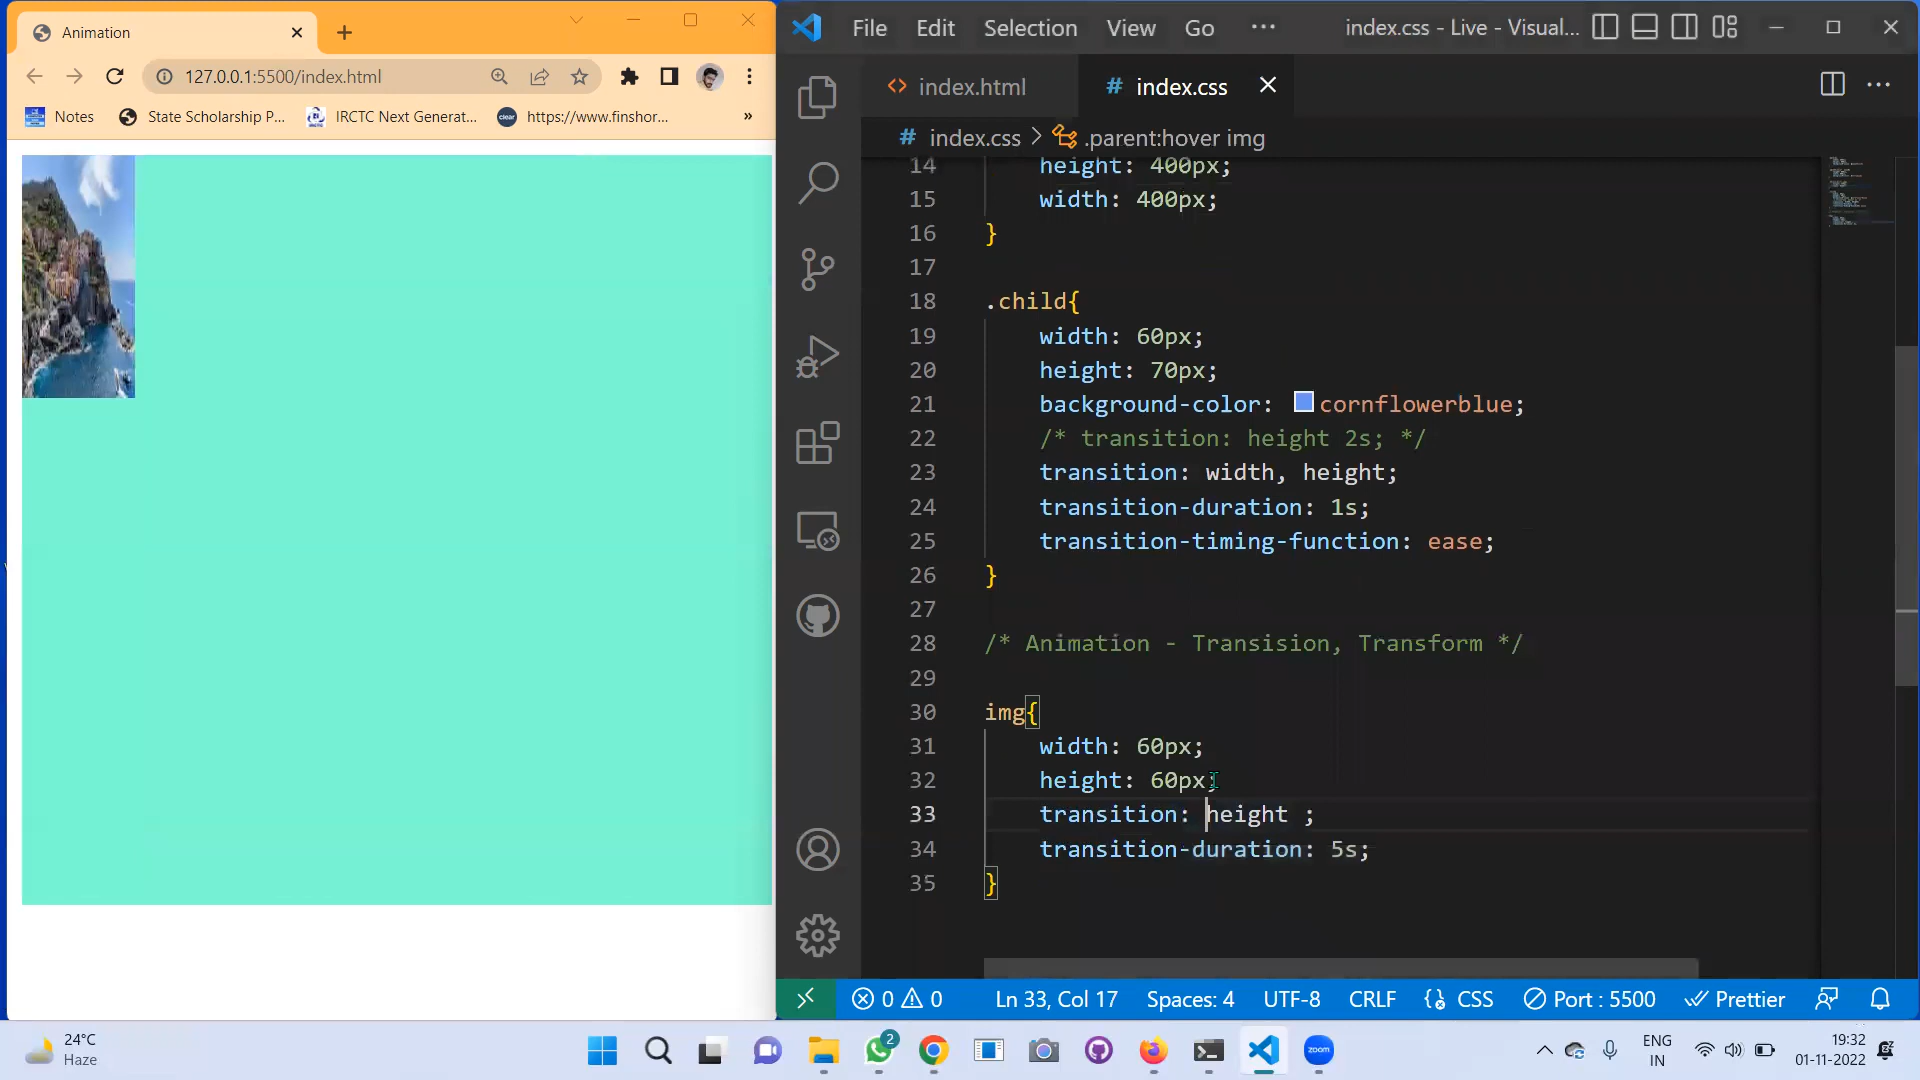 Animation
127.0.0.1:5500/index.html
Notes
State Scholarship P...
IRCTC Next Generat...
clear
https://www.finshor...
»
File Edit Selection View Go ··· index.css - Live - Visual...
<> index.html
# index.css
# index.css > .parent:hover img
14 height: 400px;
15 width: 400px;
16 }
17
18 .child{
19 width: 60px;
20 height: 70px;
21 background-color: cornflowerblue;
22 /* transition: height 2s; */
23 transition: width, height;
24 transition-duration: 1s;
25 transition-timing-function: ease;
26 }
27
28 /* Animation - Transision, Transform */
29
30 img{
31 width: 60px;
32 height: 60px;
33 transition: height ;
34 transition-duration: 5s;
35 }
0 0 Ln 33, Col 17 Spaces: 4 UTF-8 CRLF {} CSS Port : 5500 Prettier
24°C
Haze
2
zoom
ENG
IN
19:32
01-11-2022